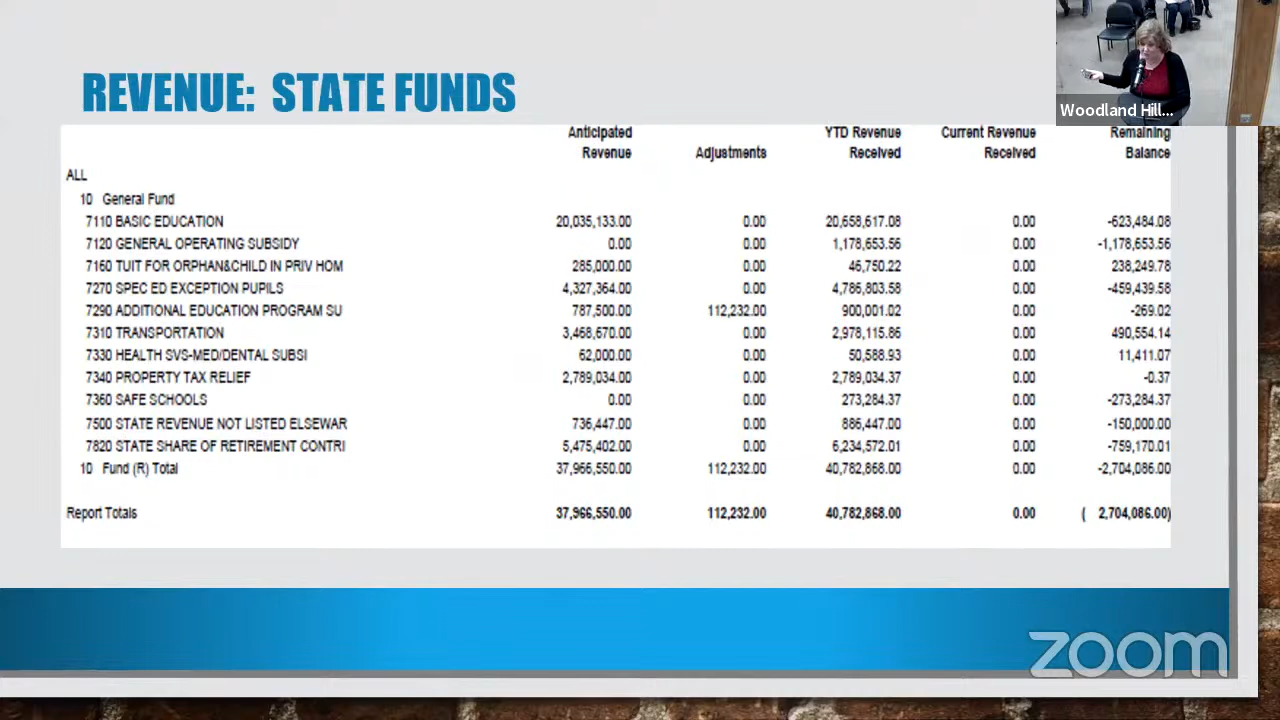 Woodland Hill...
REVENUE: STATE FUNDS
Anticipated Revenue Adjustments YTD Revenue Received Current Revenue Received Remaining Balance
ALL
10 General Fund
7110 BASIC EDUCATION 20,035,133.00 0.00 20,658,617.08 0.00 -623,484.08
7120 GENERAL OPERATING SUBSIDY 0.00 0.00 1,178,653.56 0.00 -1,178,653.56
7160 TUIT FOR ORPHAN&CHILD IN PRIV HOM 285,000.00 0.00 46,750.22 0.00 238,249.78
7270 SPEC ED EXCEPTION PUPILS 4,327,364.00 0.00 4,786,803.58 0.00 -459,439.58
7290 ADDITIONAL EDUCATION PROGRAM SU 787,500.00 112,232.00 900,001.02 0.00 -269.02
7310 TRANSPORTATION 3,468,670.00 0.00 2,978,115.86 0.00 490,554.14
7330 HEALTH SVS-MED/DENTAL SUBSI 62,000.00 0.00 50,588.93 0.00 11,411.07
7340 PROPERTY TAX RELIEF 2,789,034.00 0.00 2,789,034.37 0.00 -0.37
7360 SAFE SCHOOLS 0.00 0.00 273,284.37 0.00 -273,284.37
7500 STATE REVENUE NOT LISTED ELSEWAR 736,447.00 0.00 886,447.00 0.00 -150,000.00
7820 STATE SHARE OF RETIREMENT CONTRI 5,475,402.00 0.00 6,234,572.01 0.00 -759,170.01
10 Fund (R) Total 37,966,550.00 112,232.00 40,782,868.00 0.00 -2,704,086.00
Report Totals 37,966,550.00 112,232.00 40,782,868.00 0.00 ( 2,704,086.00)
zoom